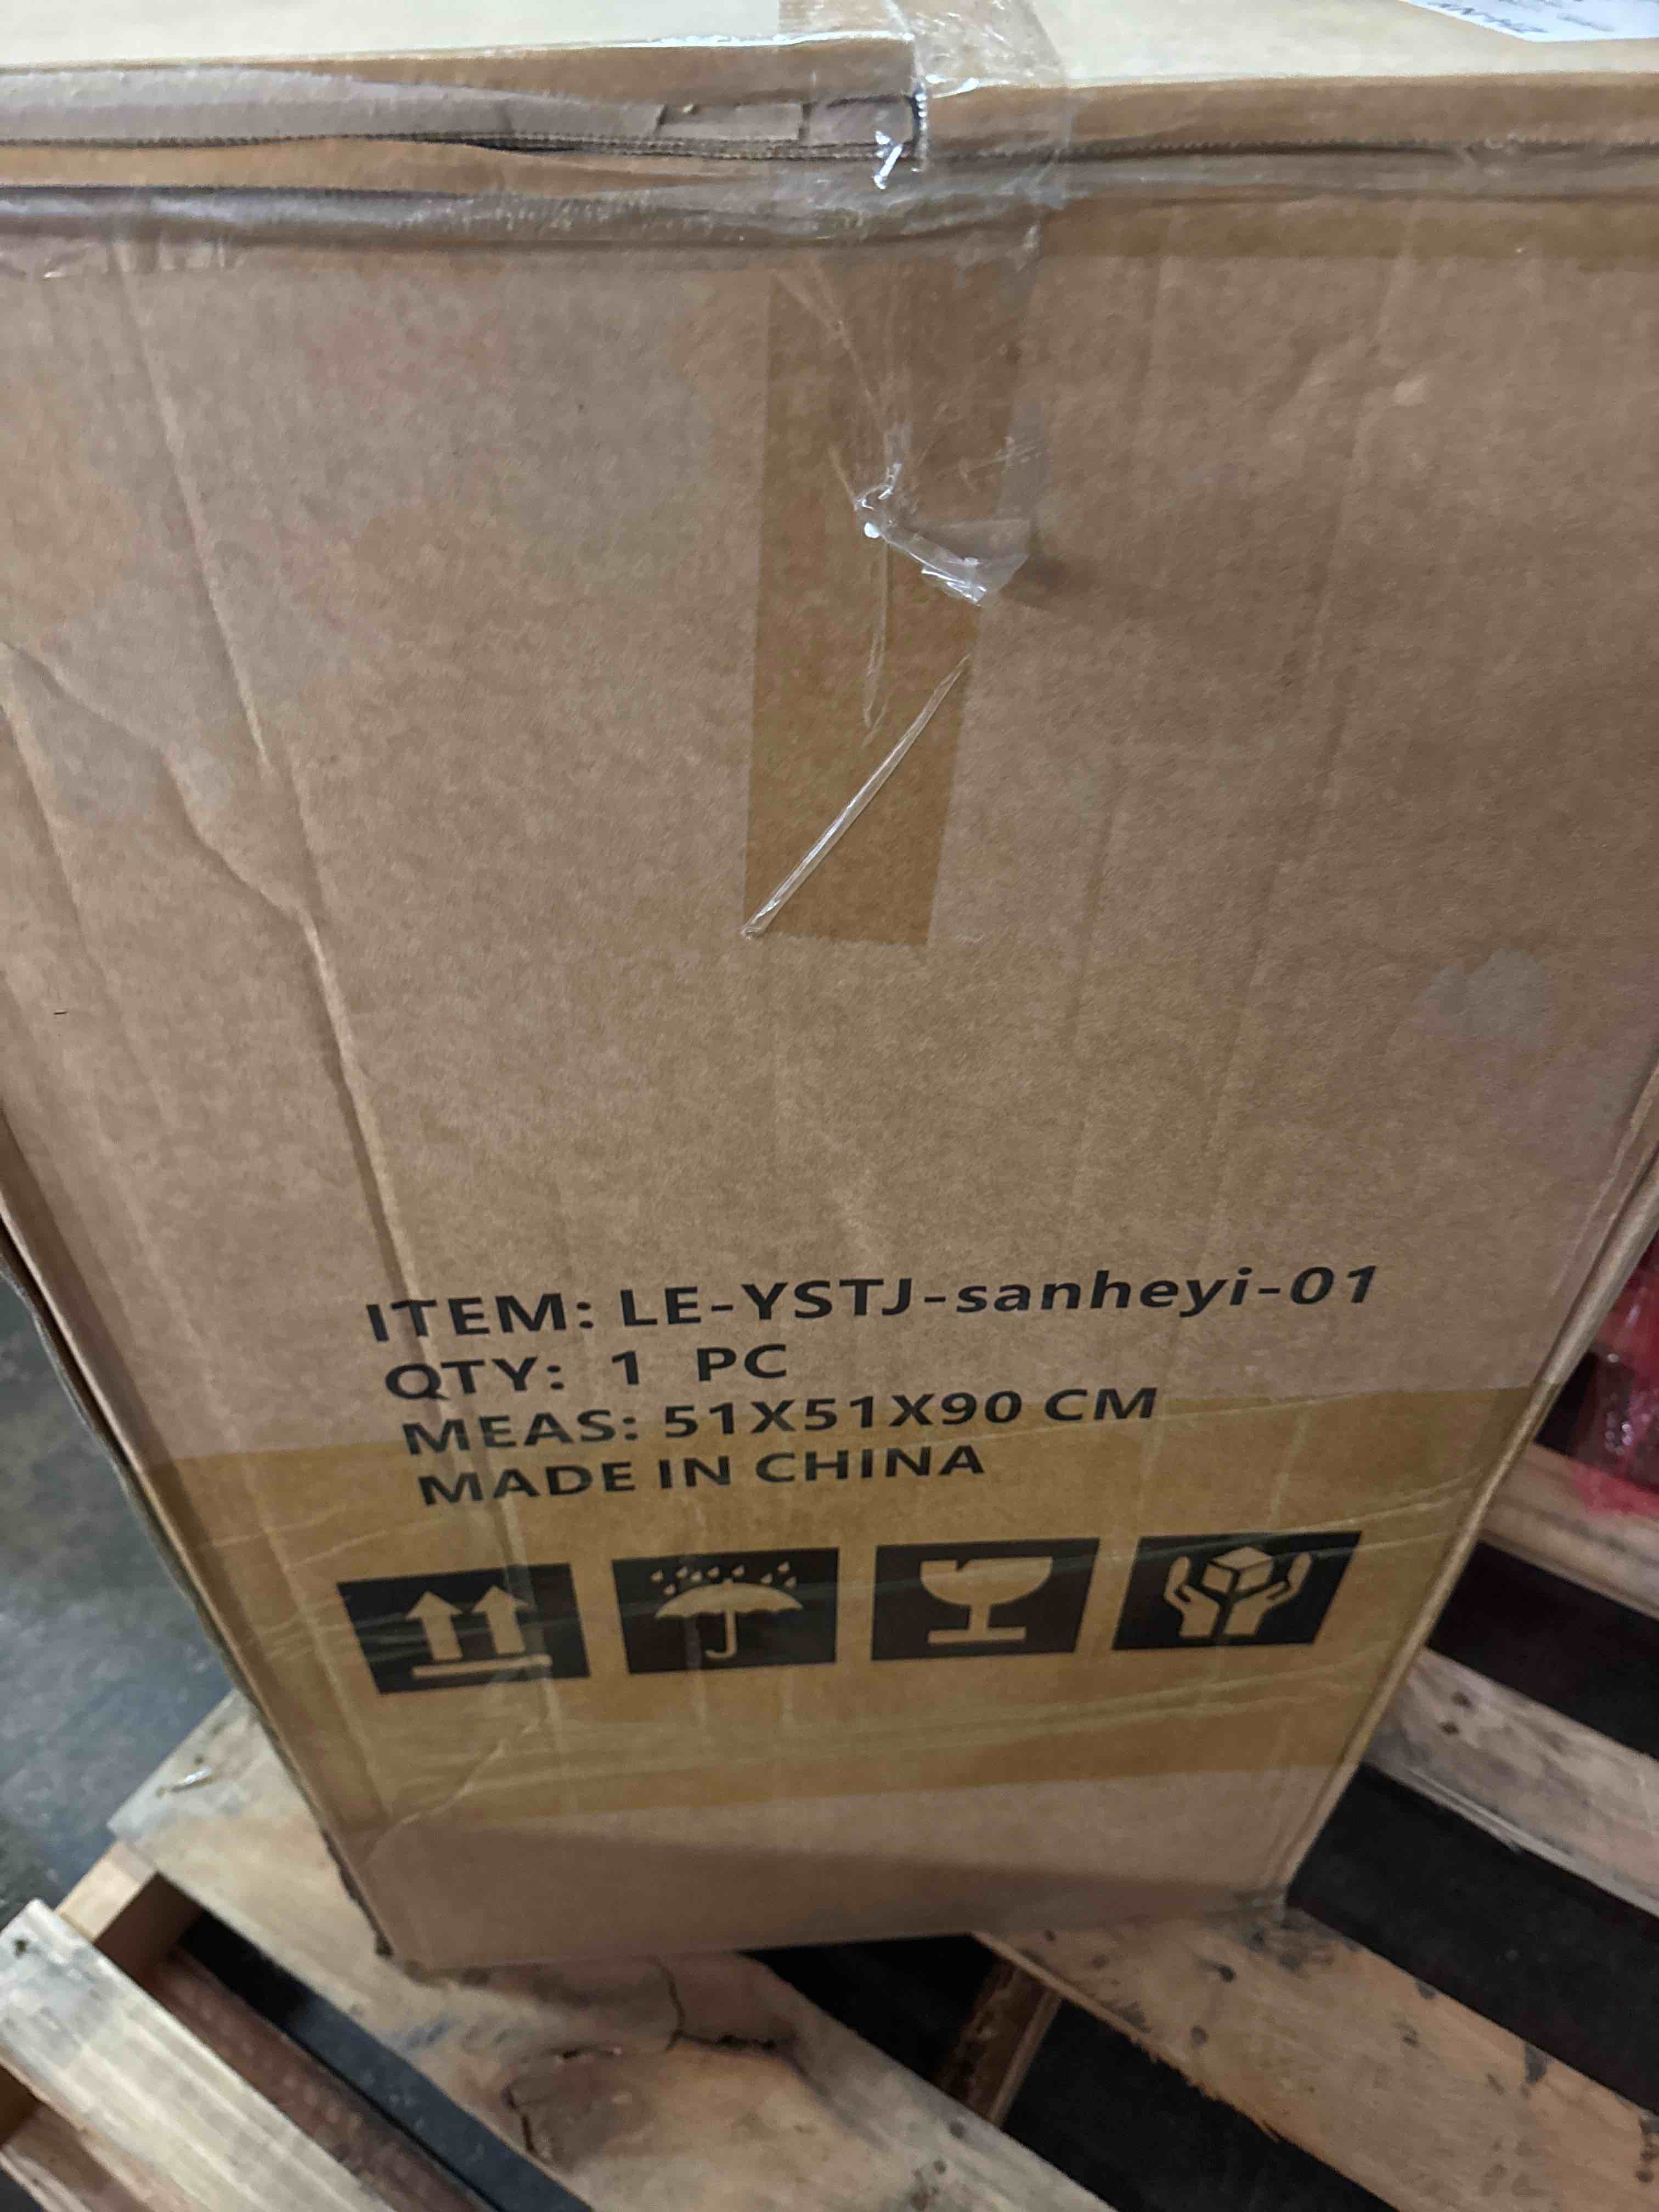 ITEM: LE-YSTJ-sanheyi-01
QTY: 1 PC
MEAS: 51X51X90 CM
MADE IN CHINA